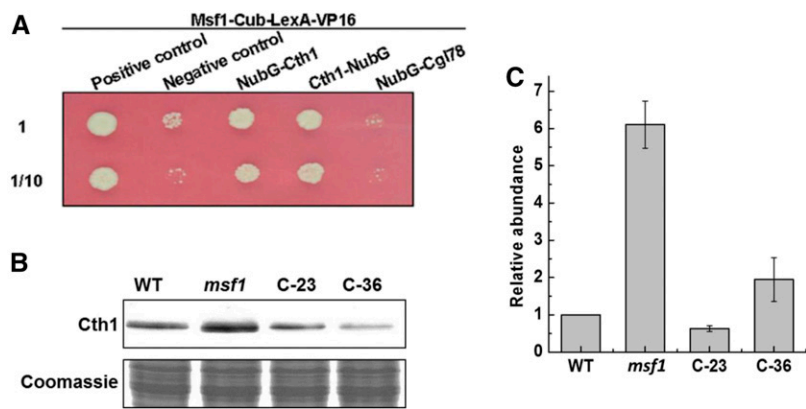 A
Msf1-Cub-LexA-VP16
Positive control
Negative control
NubG-Cth1
Cth1-NubG
NubG-Cgl78
1
1/10
B
WT msf1 C-23 C-36
Cth1
Coomassie
C
Relative abundance
7
6
5
4
3
2
1
0
WT msf1 C-23 C-36